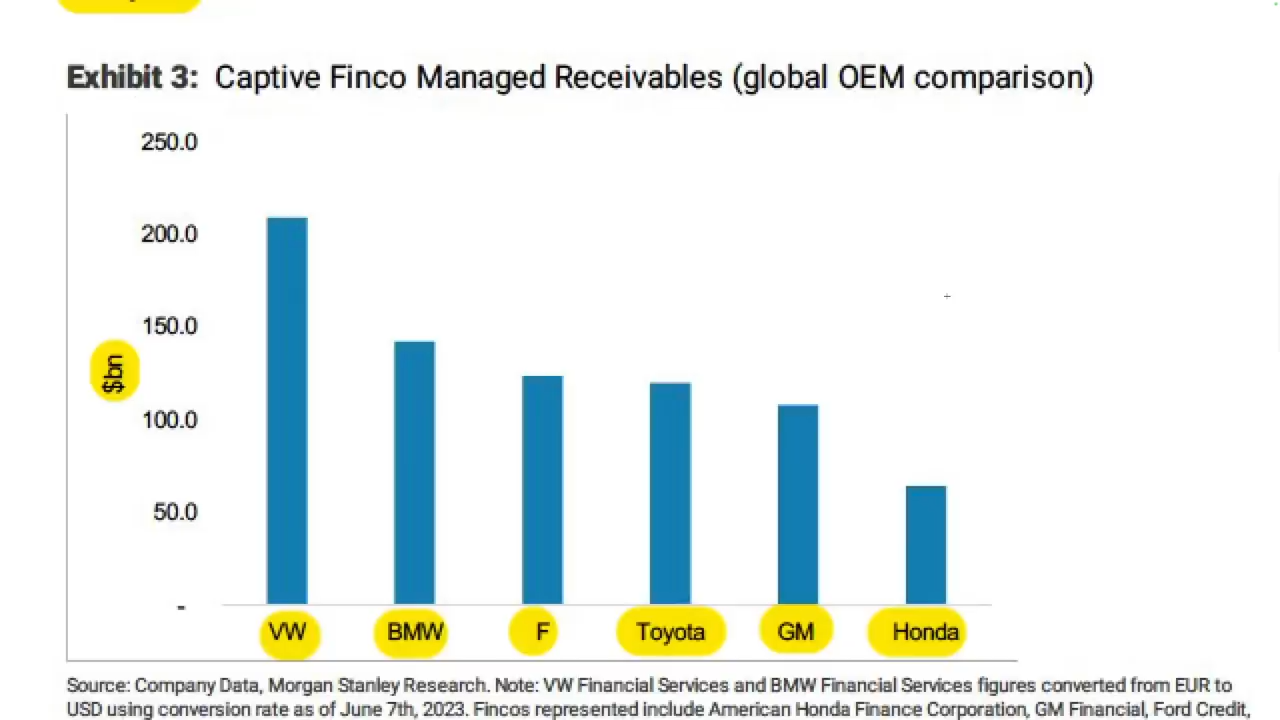 Exhibit 3: Captive Finco Managed Receivables (global OEM comparison)
250.0
200.0
150.0
$bn
100.0
50.0
-
VW BMW F Toyota GM Honda
Source: Company Data, Morgan Stanley Research. Note: VW Financial Services and BMW Financial Services figures converted from EUR to
USD using conversion rate as of June 7th, 2023. Fincos represented include American Honda Finance Corporation, GM Financial, Ford Credit,